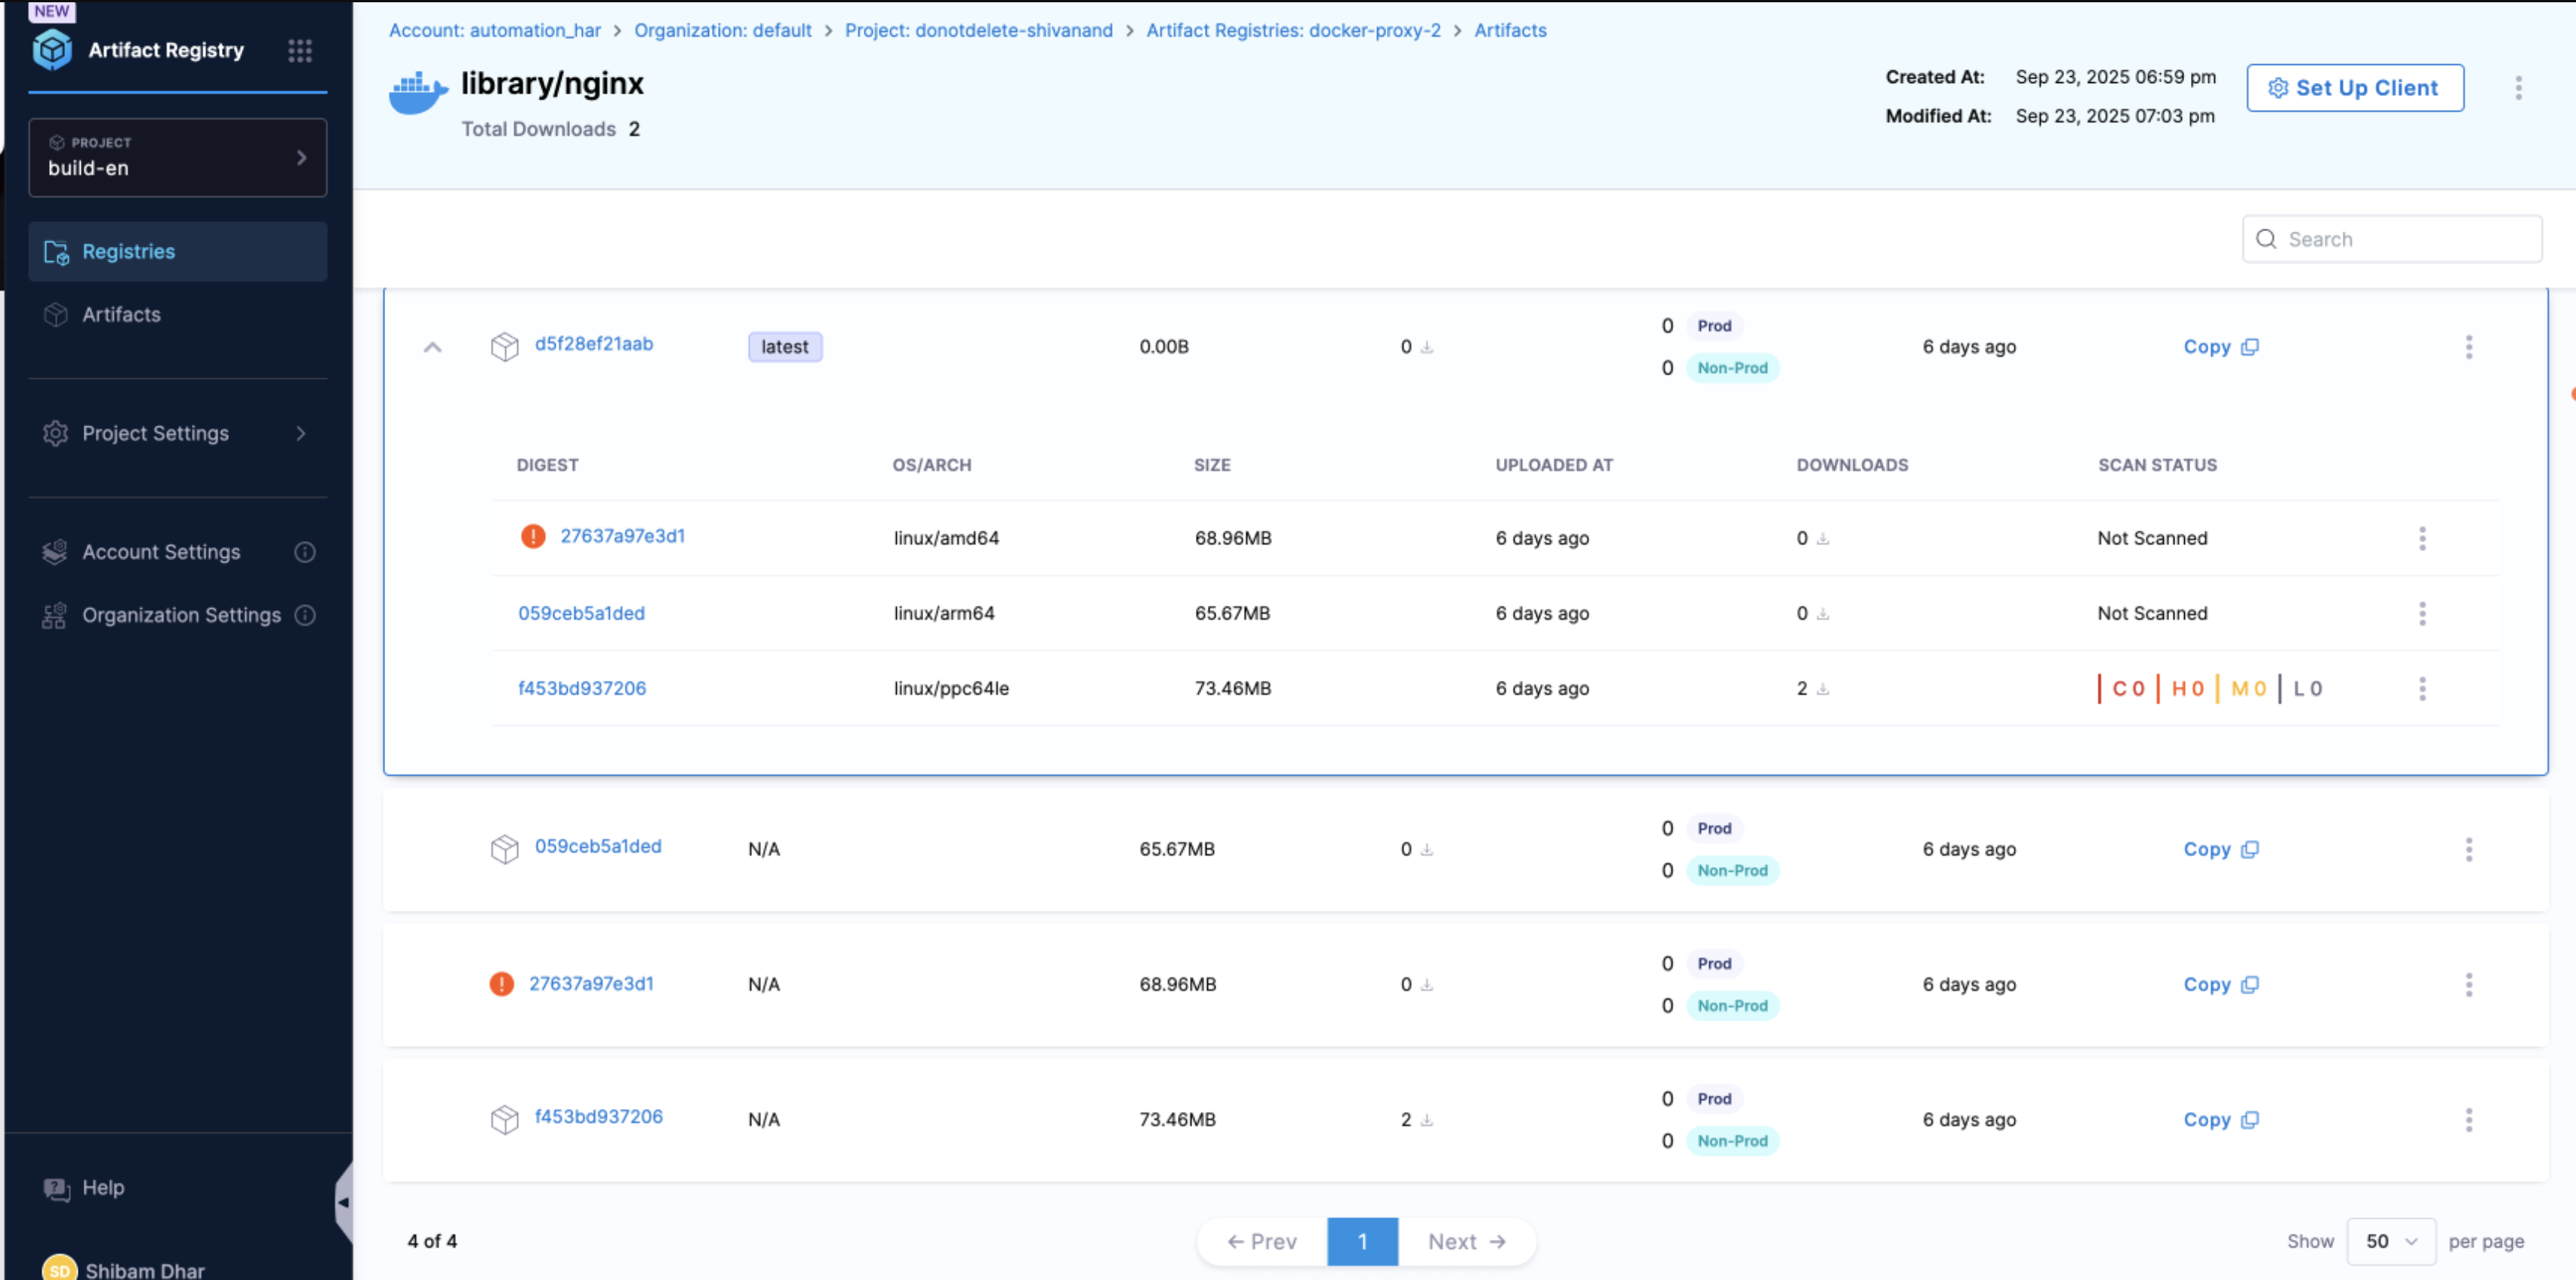 NEW
Artifact Registry
PROJECT
build-en
Registries
Artifacts
Project Settings
Account Settings
Organization Settings
Help
SD Shibam Dhar
Account: automation_har > Organization: default > Project: donotdelete-shivanand > Artifact Registries: docker-proxy-2 > Artifacts
library/nginx
Total Downloads 2
Created At: Sep 23, 2025 06:59 pm
Modified At: Sep 23, 2025 07:03 pm
Set Up Client
Search
d5f28ef21aab latest 0.00B 0 0 Prod 0 Non-Prod 6 days ago Copy
DIGEST OS/ARCH SIZE UPLOADED AT DOWNLOADS SCAN STATUS
27637a97e3d1 linux/amd64 68.96MB 6 days ago 0 Not Scanned
059ceb5a1ded linux/arm64 65.67MB 6 days ago 0 Not Scanned
f453bd937206 linux/ppc64le 73.46MB 6 days ago 2 C 0 H 0 M 0 L 0
059ceb5a1ded N/A 65.67MB 0 0 Prod 0 Non-Prod 6 days ago Copy
27637a97e3d1 N/A 68.96MB 0 0 Prod 0 Non-Prod 6 days ago Copy
f453bd937206 N/A 73.46MB 2 0 Prod 0 Non-Prod 6 days ago Copy
4 of 4 ← Prev 1 Next → Show 50 per page